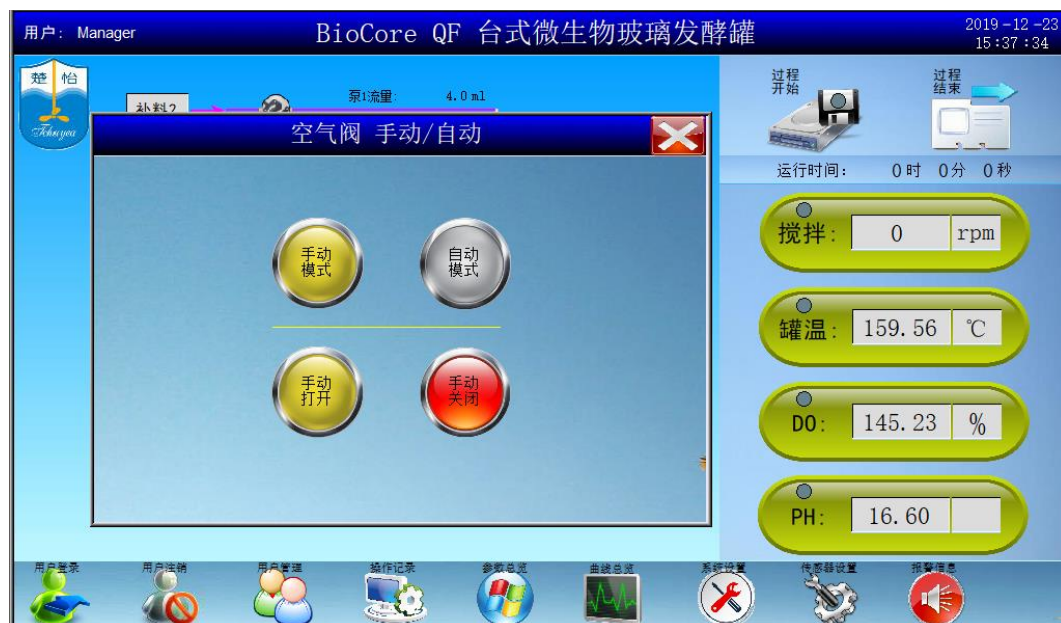 用户: Manager
BioCore QF 台式微生物玻璃发酵罐
2019-12-23
15:37:34
楚怡
Tchuyea
补料2
泵1流量: 4.0 ml
空气阀 手动/自动
手动
模式
自动
模式
手动
打开
手动
关闭
过程
开始
过程
结束
运行时间: 0时 0分 0秒
搅拌: 0 rpm
罐温: 159.56 ℃
DO: 145.23 %
PH: 16.60
用户登录
用户注销
用户管理
操作记录
参数总览
曲线总览
系统设置
传感器设置
报警信息